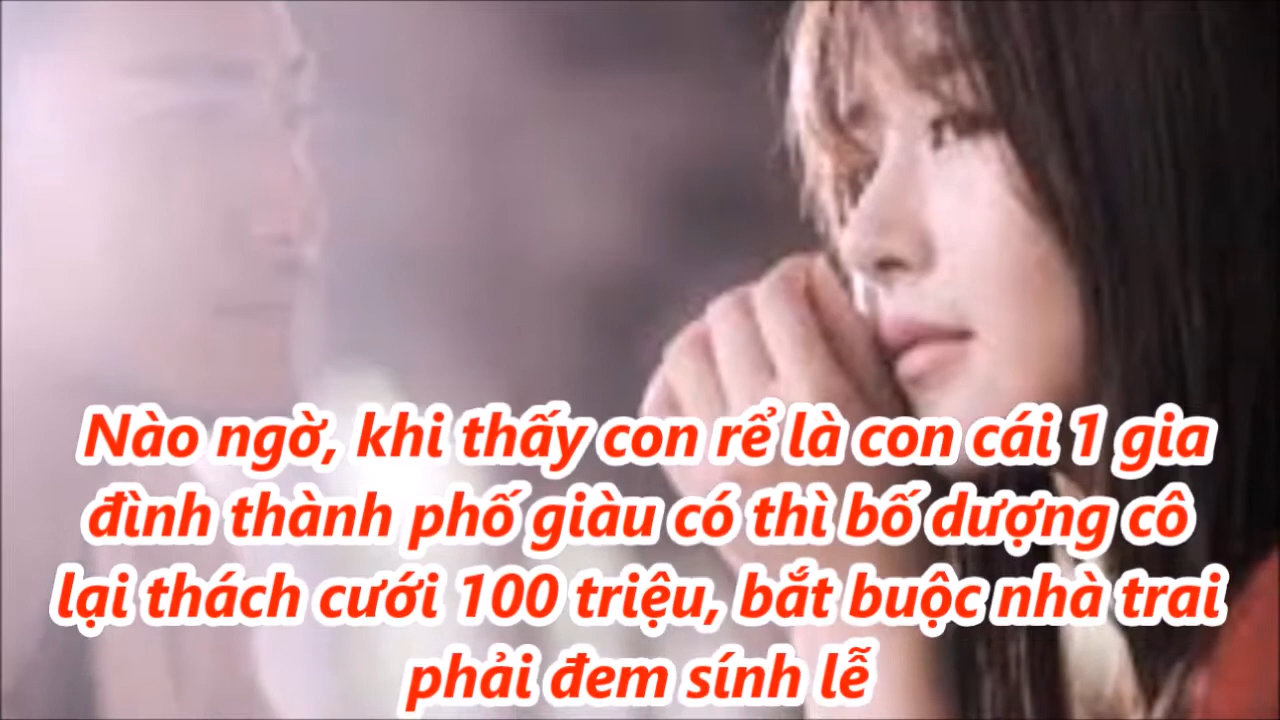 Nào ngờ, khi thấy con rể là con cái 1 gia
đình thành phố giàu có thì bố dượng cô
lại thách cưới 100 triệu, bắt buộc nhà trai
phải đem sính lễ